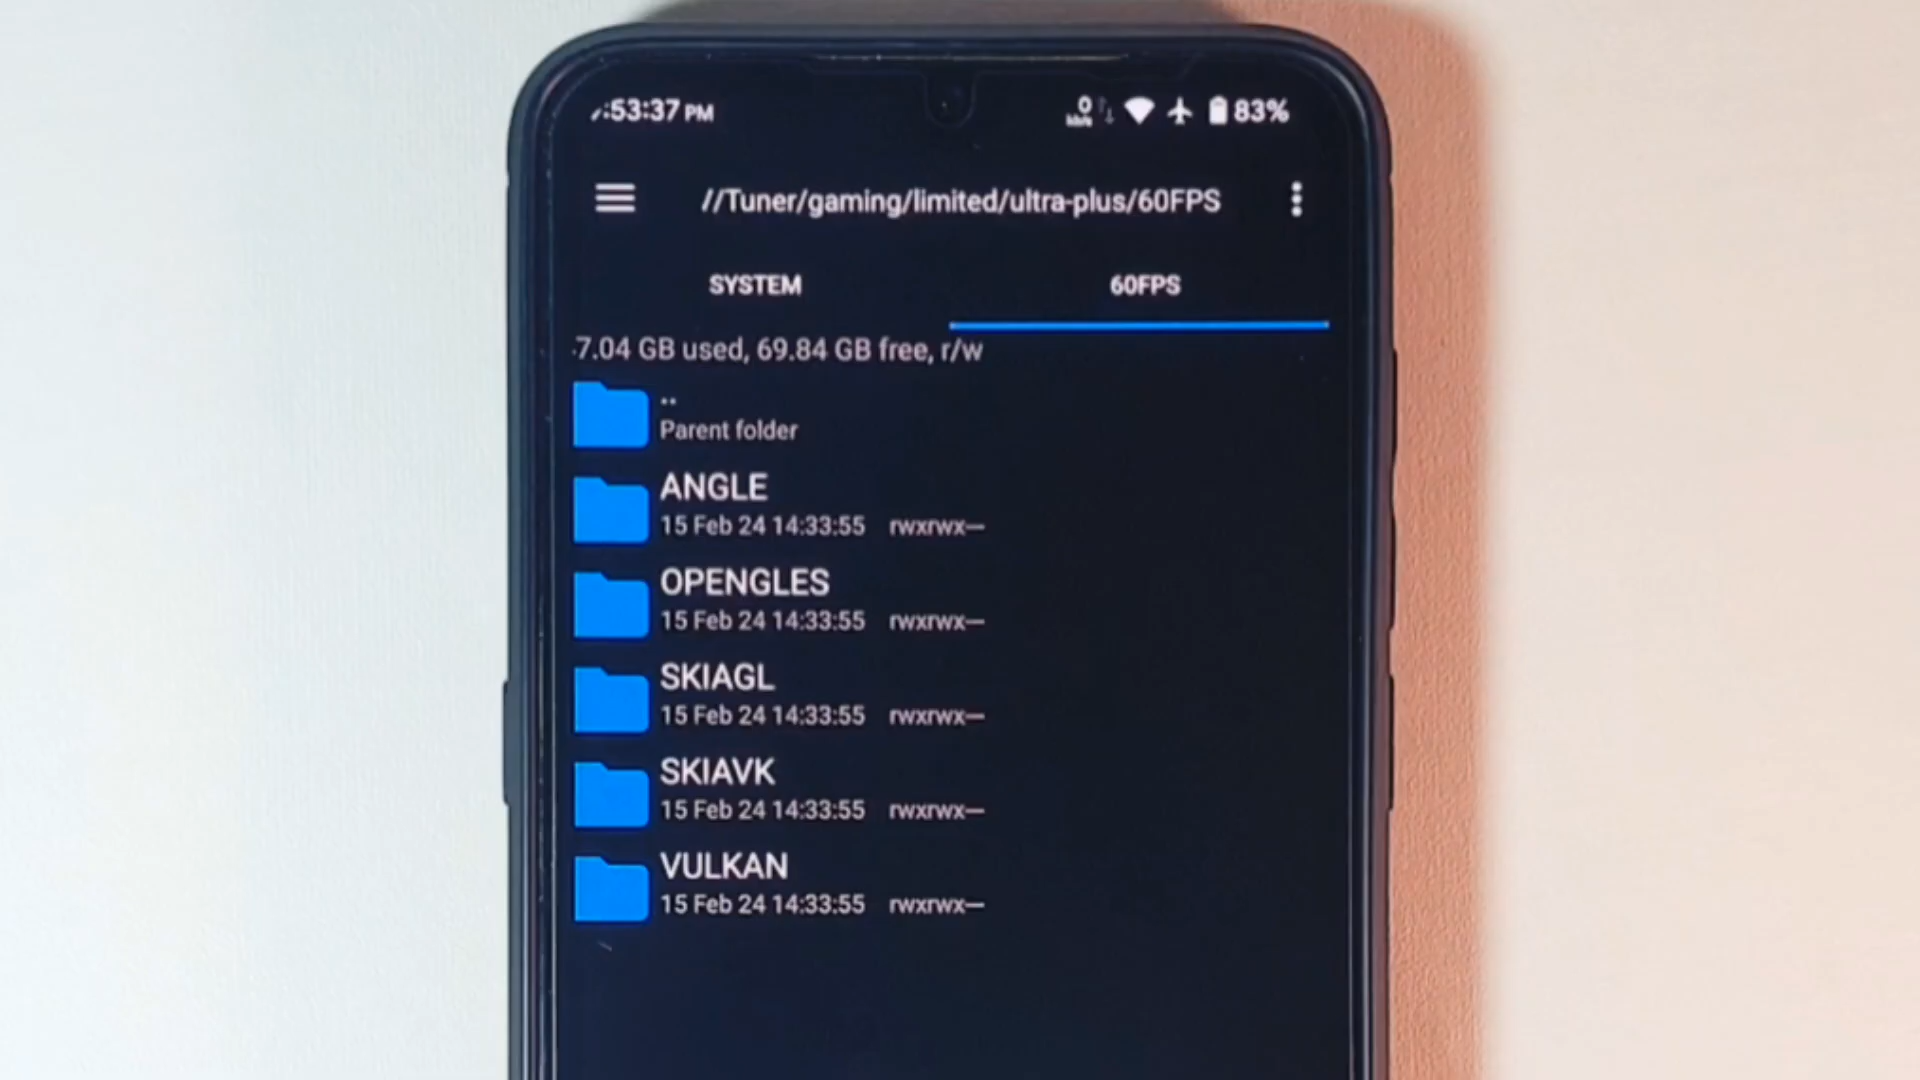 :53:37 PM 0 83%
//Tuner/gaming/limited/ultra-plus/60FPS
SYSTEM 60FPS
7.04 GB used, 69.84 GB free, r/w
..
Parent folder
ANGLE
15 Feb 24 14:33:55 rwxrwx---
OPENGLES
15 Feb 24 14:33:55 rwxrwx---
SKIAGL
15 Feb 24 14:33:55 rwxrwx---
SKIAVK
15 Feb 24 14:33:55 rwxrwx---
VULKAN
15 Feb 24 14:33:55 rwxrwx---